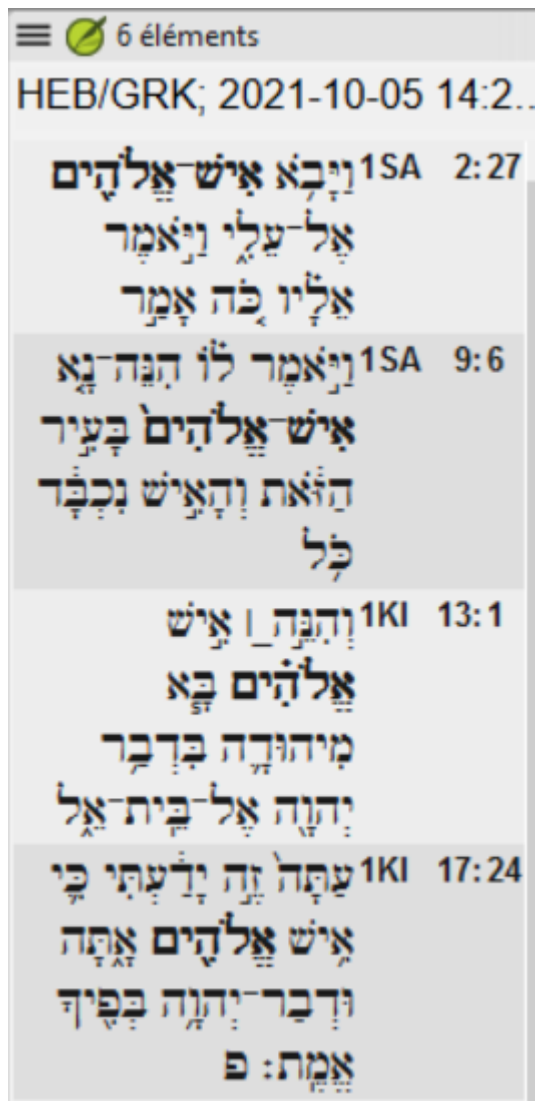 6 éléments
HEB/GRK; 2021-10-05 14:2...
1SA 2:27 וַיָּבֹ֥א אִישׁ־אֱלֹהִ֖ים
אֶל־עֵלִ֑י וַיֹּ֣אמֶר
אֵלָ֗יו כֹּ֚ה אָמַ֣ר
1SA 9:6 וַיֹּ֣אמֶר ל֗וֹ הִנֵּה־נָ֤א
אִישׁ־אֱלֹהִים֙ בָּעִ֣יר
הַזֹּ֔את וְהָאִ֣ישׁ נִכְבָּ֔ד
כֹּ֥ל
1KI 13:1 וְהִנֵּ֣ה_׀ אִ֣ישׁ
אֱלֹהִ֗ים בָּ֧א
מִיהוּדָ֛ה בִּדְבַ֥ר
יְהוָ֖ה אֶל־בֵּֽית־אֵ֑ל
1KI 17:24 עַתָּה֙ זֶ֣ה יָדַ֔עְתִּי כִּ֛י
אִ֥ישׁ אֱלֹהִ֖ים אָ֑תָּה
וּדְבַר־יְהוָ֥ה בְּפִ֖יךָ
אֱמֶֽת׃ פ